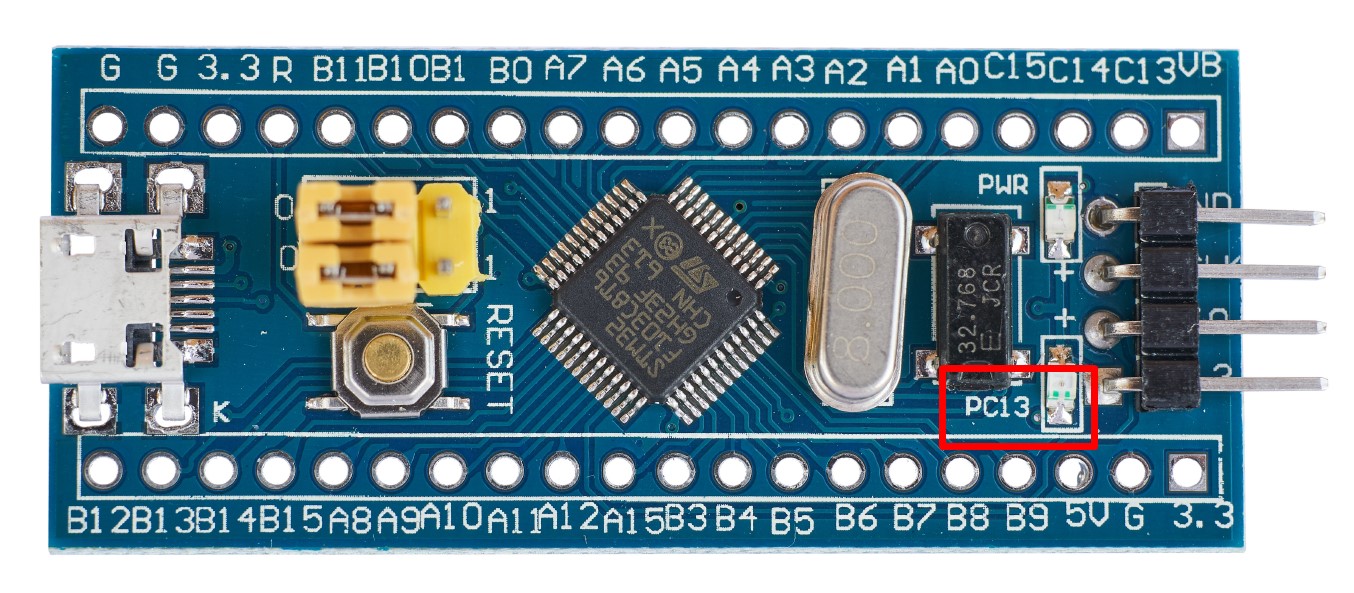 G G 3.3 R B11 B10 B1 B0 A7 A6 A5 A4 A3 A2 A1 A0 C15 C14 C13 VB
PWR
0 1
0 1
RESET
STM32
F103C8T6
GH23F 9U
CHN
8.000
32.768
E JCR
PC13
K
B12 B13 B14 B15 A8 A9 A10 A11 A12 A15 B3 B4 B5 B6 B7 B8 B9 5V G 3.3